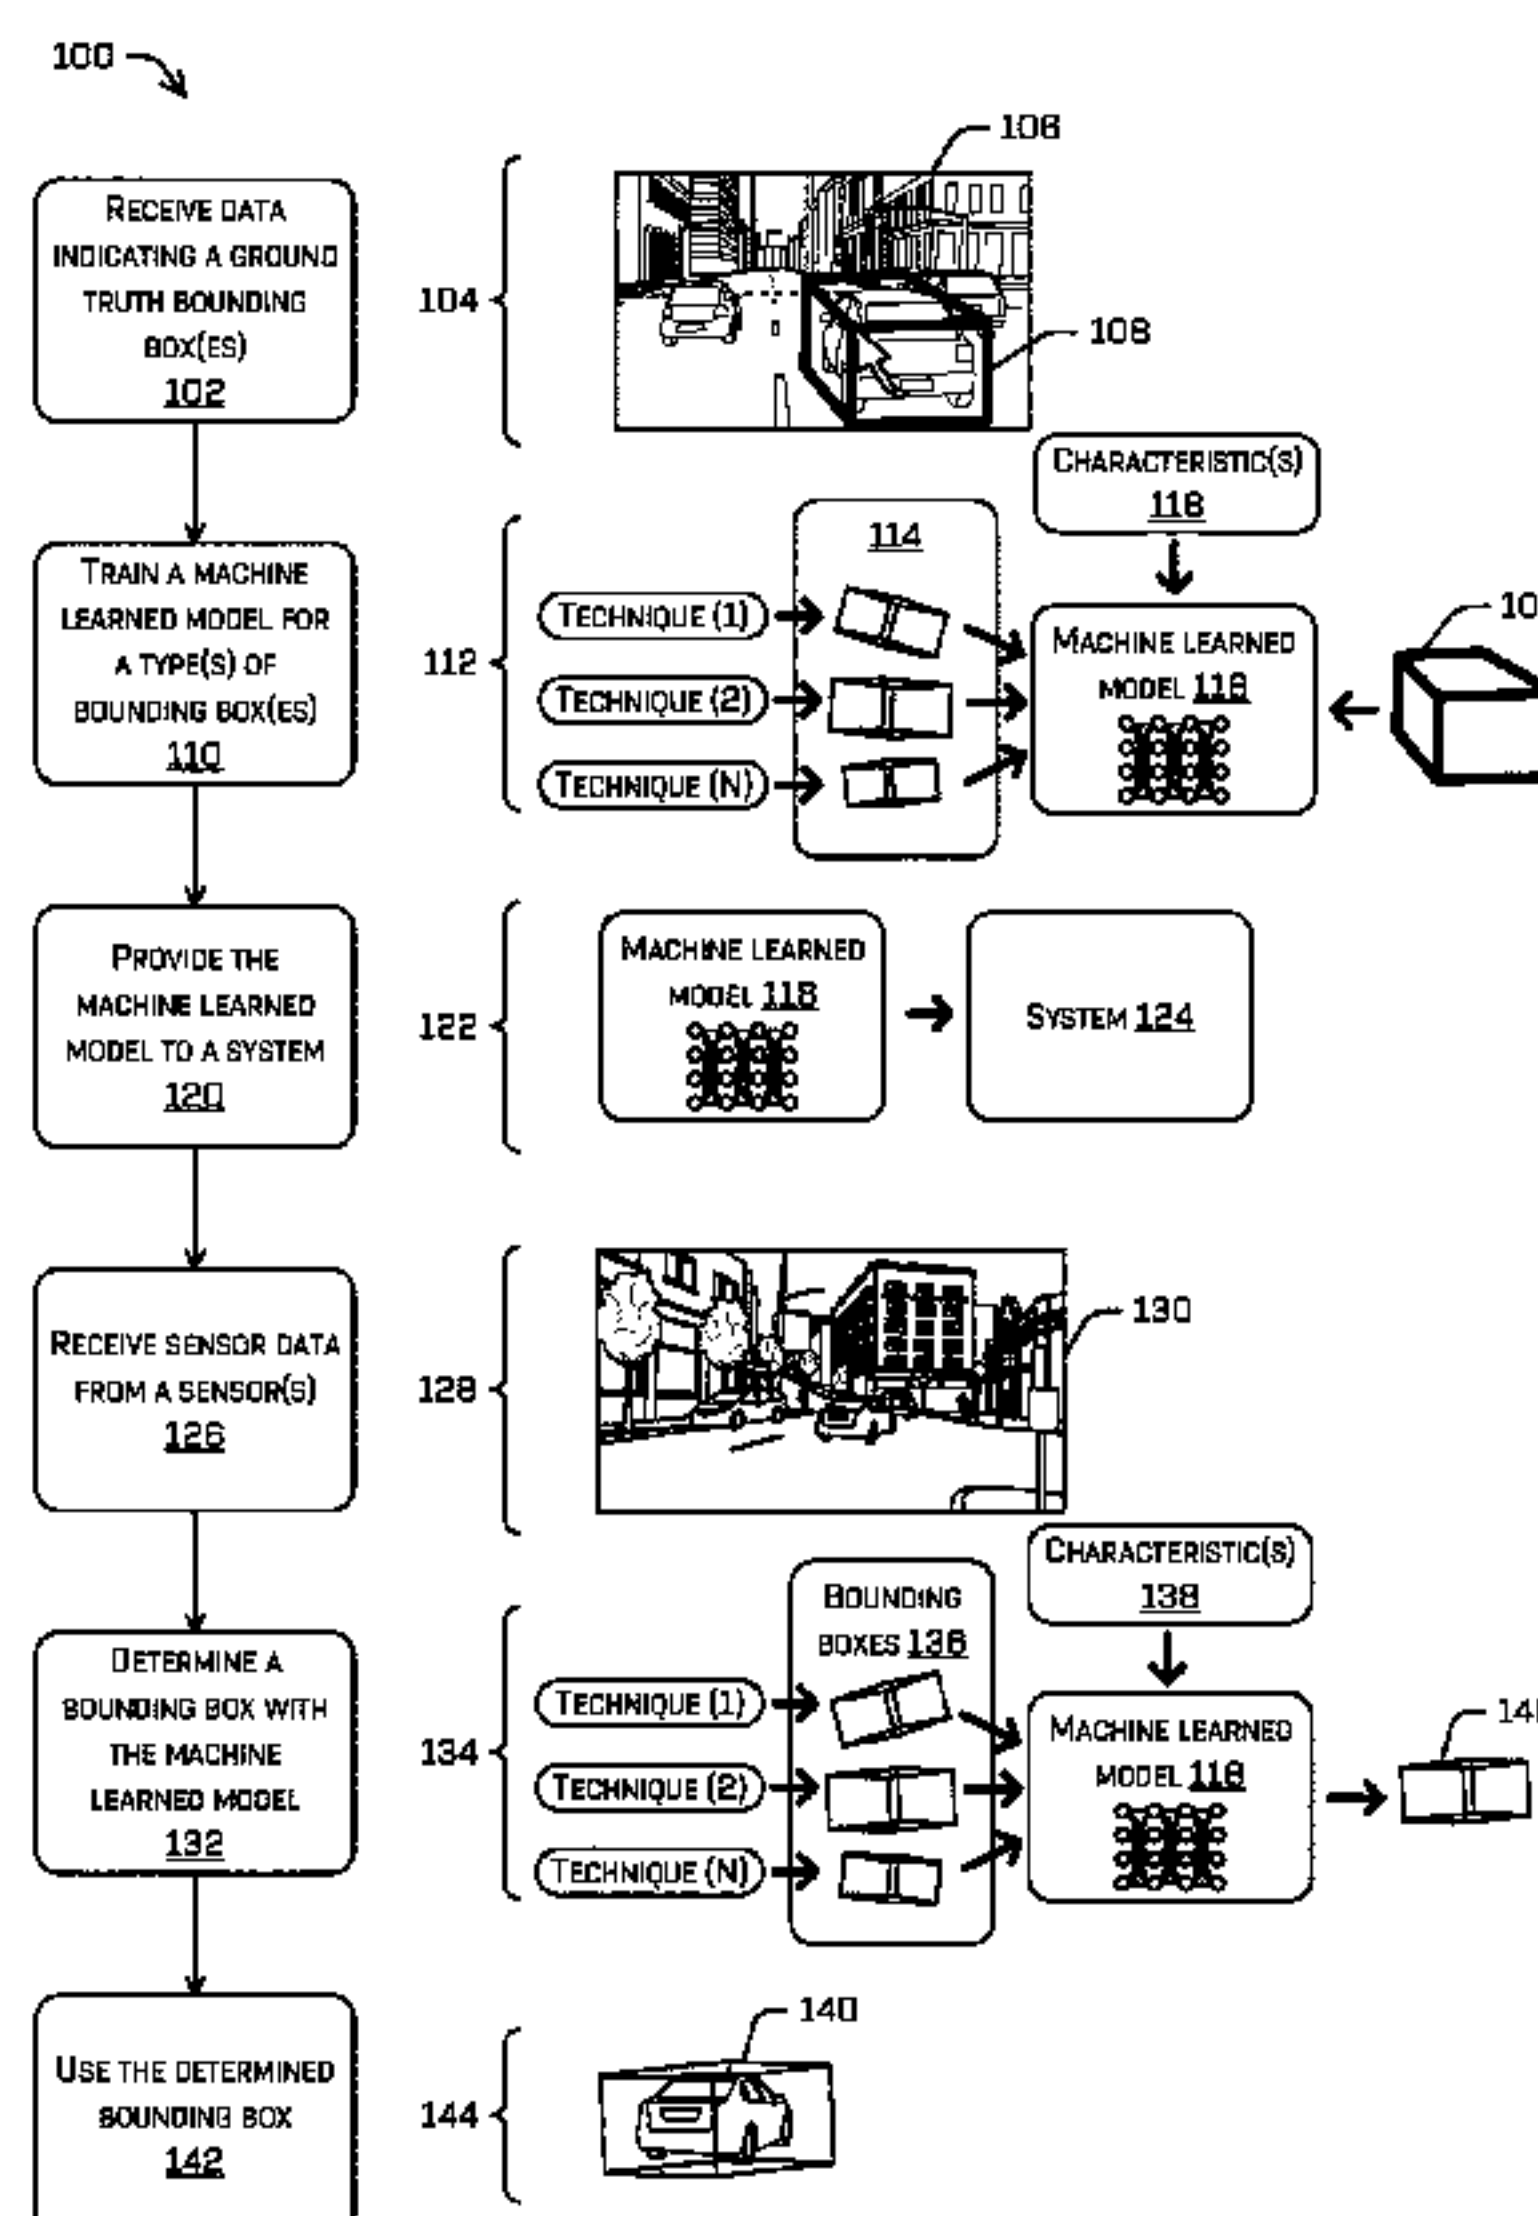 100
RECEIVE DATA
INDICATING A GROUND
TRUTH BOUNDING
BOX(ES)
102
104
106
108
TRAIN A MACHINE
LEARNED MODEL FOR
A TYPE(S) OF
BOUNDING BOX(ES)
110
112
TECHNIQUE (1)
TECHNIQUE (2)
TECHNIQUE (N)
114
CHARACTERISTIC(S)
118
MACHINE LEARNED
MODEL 116
PROVIDE THE
MACHINE LEARNED
MODEL TO A SYSTEM
120
122
MACHINE LEARNED
MODEL 116
SYSTEM 124
RECEIVE SENSOR DATA
FROM A SENSOR(S)
126
128
130
DETERMINE A
BOUNDING BOX WITH
THE MACHINE
LEARNED MODEL
132
134
TECHNIQUE (1)
TECHNIQUE (2)
TECHNIQUE (N)
BOUNDING
BOXES 136
CHARACTERISTIC(S)
138
MACHINE LEARNED
MODEL 116
USE THE DETERMINED
BOUNDING BOX
142
144
140